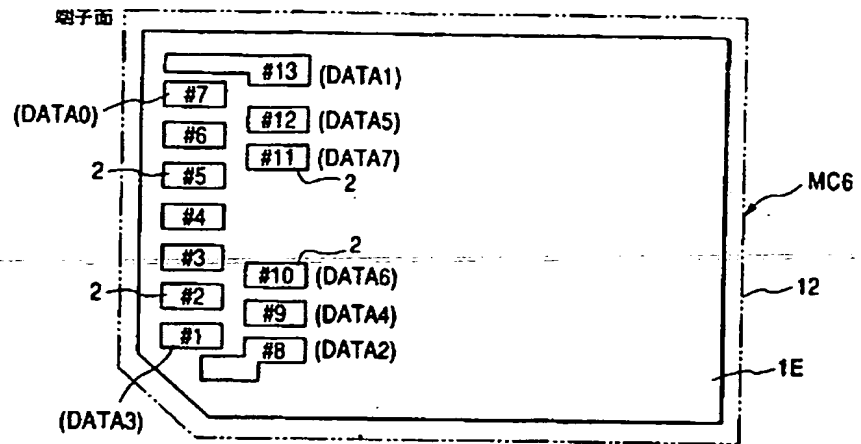 端子面
#13 (DATA1)
#7
(DATA0)
#12 (DATA5)
#6
#11 (DATA7)
2 #5
2
MC6
#4
2
#3
#10 (DATA6)
2 #2
12
#9 (DATA4)
#1
#8 (DATA2)
1E
(DATA3)